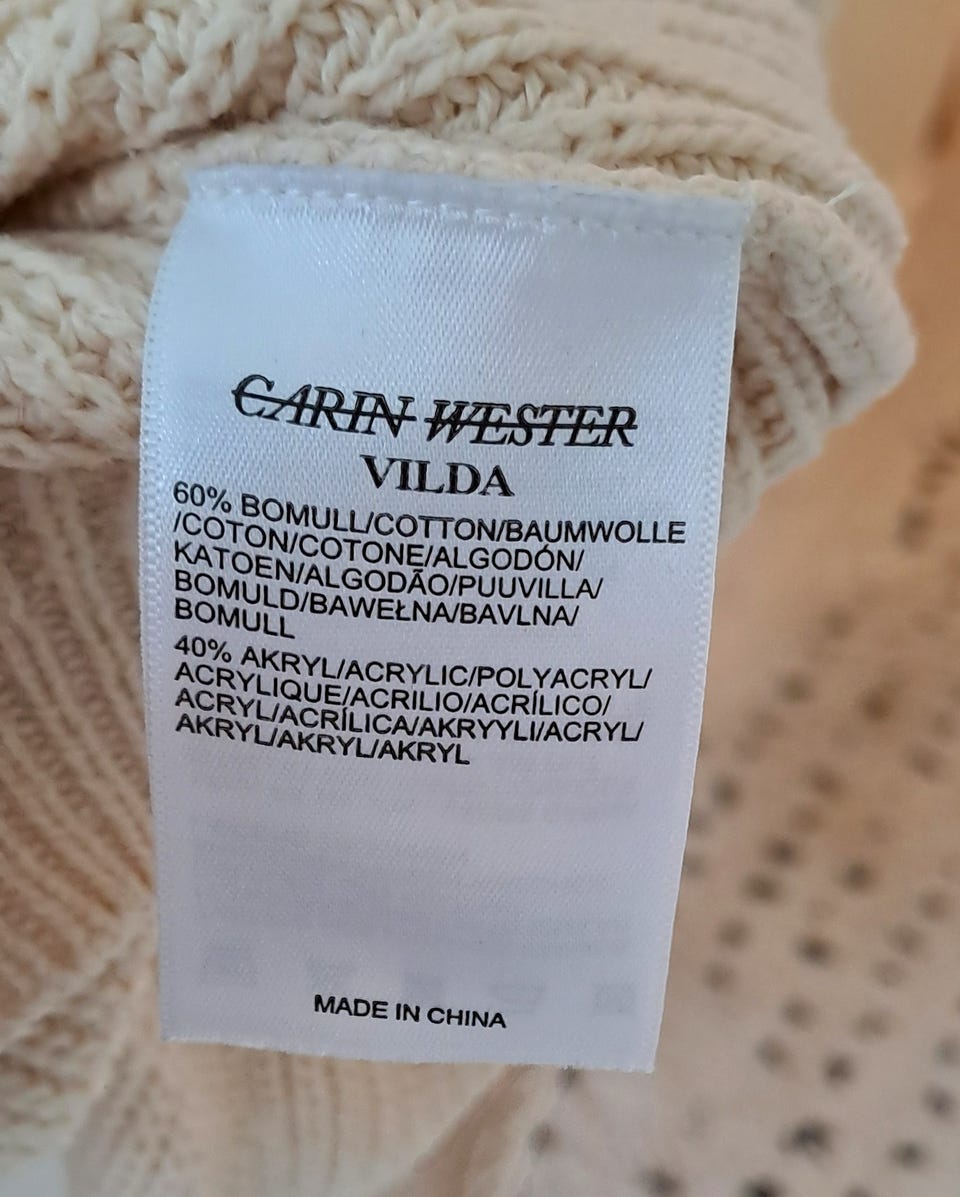 CARIN WESTER
VILDA
60% BOMULL/COTTON/BAUMWOLLE
/COTON/COTONE/ALGODÓN/
KATOEN/ALGODÃO/PUUVILLA/
BOMULD/BAWEŁNA/BAVLNA/
BOMULL
40% AKRYL/ACRYLIC/POLYACRYL/
ACRYLIQUE/ACRILIO/ACRÍLICO/
ACRYL/ACRÍLICA/AKRYYLI/ACRYL/
AKRYL/AKRYL/AKRYL
MADE IN CHINA